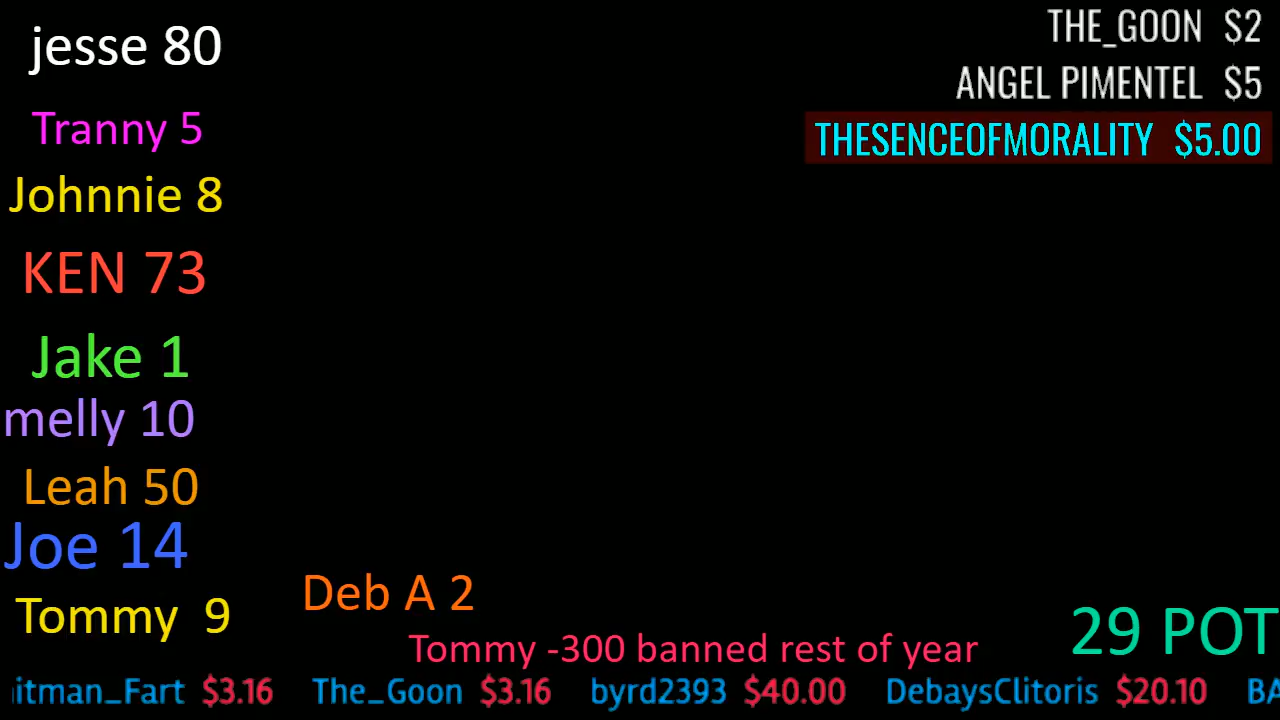 jesse 80
Tranny 5
Johnnie 8
KEN 73
Jake 1
melly 10
Leah 50
Joe 14
Tommy 9
THE_GOON $2
ANGEL PIMENTEL $5
THESENCEOFMORALITY $5.00
Deb A 2
Tommy -300 banned rest of year
29 POT
itman_Fart $3.16 The_Goon $3.16 byrd2393 $40.00 DebaysClitoris $20.10 BA